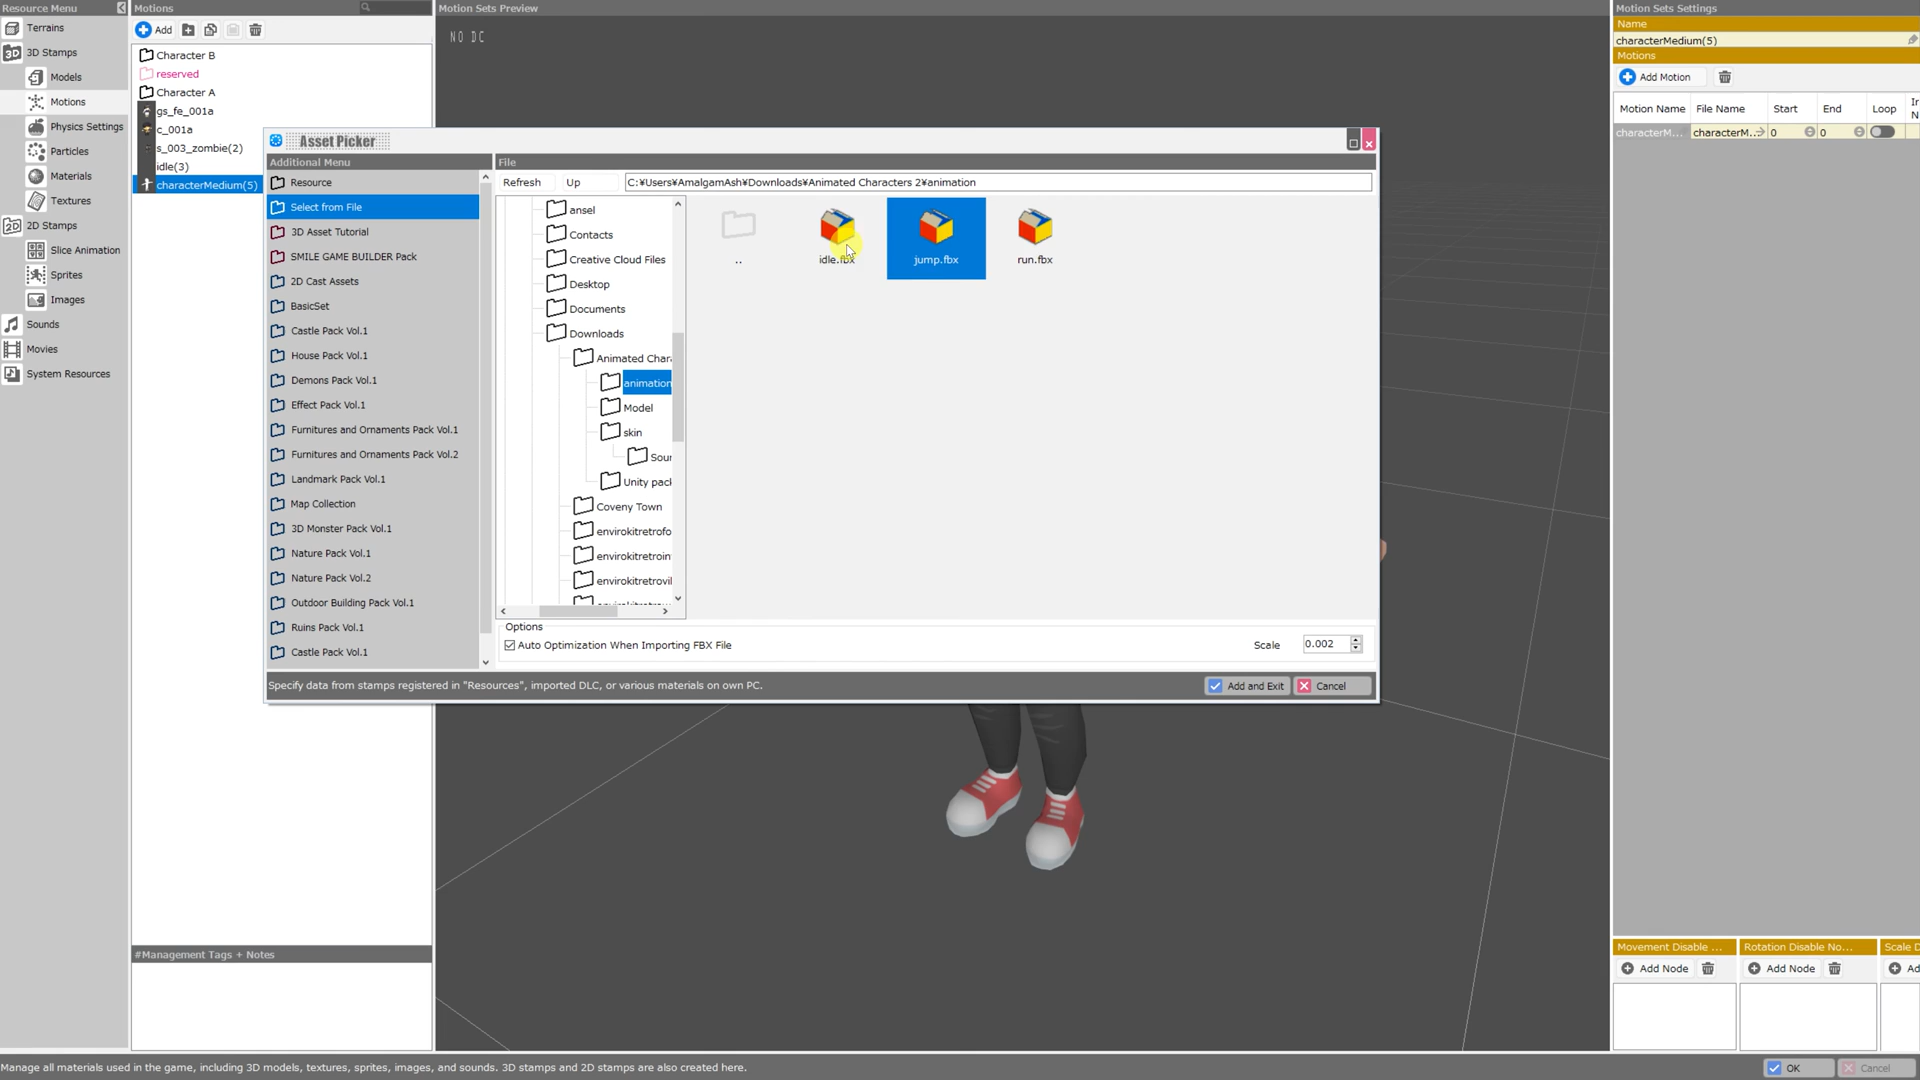 Resource Menu
Terrains
3D Stamps
Models
Motions
Physics Settings
Particles
Materials
Textures
2D Stamps
Slice Animation
Sprites
Images
Sounds
Movies
System Resources
Motions
Add
Character B
reserved
Character A
gs_fe_001a
c_001a
s_003_zombie(2)
idle(3)
characterMedium(5)
#Management Tags + Notes
Motion Sets Preview
NO DC
Asset Picker
Additional Menu
Resource
Select from File
3D Asset Tutorial
SMILE GAME BUILDER Pack
2D Cast Assets
BasicSet
Castle Pack Vol.1
House Pack Vol.1
Demons Pack Vol.1
Effect Pack Vol.1
Furnitures and Ornaments Pack Vol.1
Furnitures and Ornaments Pack Vol.2
Landmark Pack Vol.1
Map Collection
3D Monster Pack Vol.1
Nature Pack Vol.1
Nature Pack Vol.2
Outdoor Building Pack Vol.1
Ruins Pack Vol.1
Castle Pack Vol.1
File
Refresh
Up
C:¥Users¥AmalgamAsh¥Downloads¥Animated Characters 2¥animation
ansel
Contacts
Creative Cloud Files
Desktop
Documents
Downloads
Animated Char
animation
Model
skin
Sour
Unity pack
Coveny Town
envirokitretrofo
envirokitretroin
envirokitretrovil
..
idle.fbx
jump.fbx
run.fbx
Options
Auto Optimization When Importing FBX File
Scale
0.002
Specify data from stamps registered in "Resources", imported DLC, or various materials on own PC.
Add and Exit
Cancel
Motion Sets Settings
Name
characterMedium(5)
Motions
Add Motion
Motion Name File Name Start End Loop
characterM... characterM... 0 0
Movement Disable ... Rotation Disable No... Scale D
Add Node Add Node Ad
Manage all materials used in the game, including 3D models, textures, sprites, images, and sounds. 3D stamps and 2D stamps are also created here.
OK
Cancel